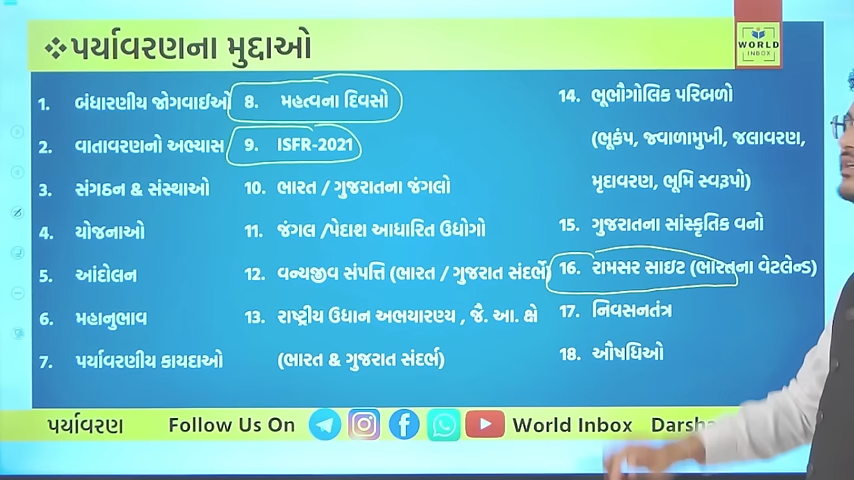 ❖પર્યાવરણના મુદ્દાઓ
WORLD
INBOX
1. બંધારણીય જોગવાઈઓ
2. વાતાવરણનો અભ્યાસ
3. સંગઠન & સંસ્થાઓ
4. યોજનાઓ
5. આંદોલન
6. મહાનુભાવ
7. પર્યાવરણીય કાયદાઓ
8. મહત્વના દિવસો
9. ISFR-2021
10. ભારત / ગુજરાતના જંગલો
11. જંગલ /પેદાશ આધારિત ઉધોગો
12. વન્યજીવ સંપત્તિ (ભારત / ગુજરાત સંદર્ભે)
13. રાષ્ટ્રીય ઉધાન અભયારણ્ય , જૈ. આ. ક્ષે
(ભારત & ગુજરાત સંદર્ભ)
14. ભૂભૌગોલિક પરિબળો
(ભૂકંપ, જ્વાળામુખી, જલાવરણ,
મૃદાવરણ, ભૂમિ સ્વરૂપો)
15. ગુજરાતના સાંસ્કૃતિક વનો
16. રામસર સાઇટ (ભારતના વેટલેન્ડ)
17. નિવસનતંત્ર
18. ઔષધિઓ
પર્યાવરણ Follow Us On World Inbox